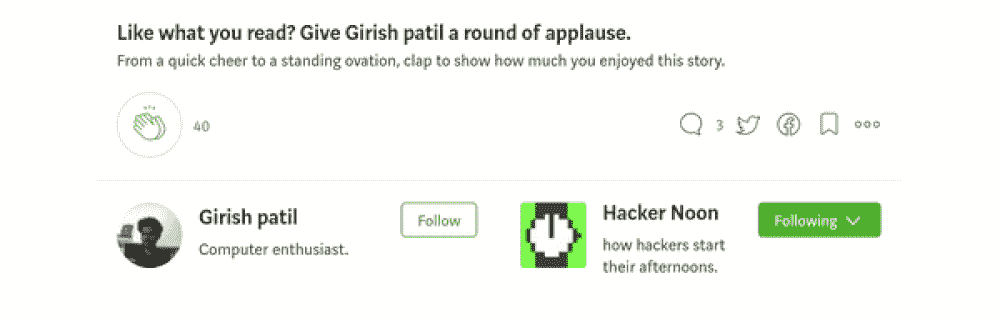 Like what you read? Give Girish patil a round of applause.
From a quick cheer to a standing ovation, clap to show how much you enjoyed this story.
40
3
Girish patil
Computer enthusiast.
Follow
Hacker Noon
how hackers start
their afternoons.
Following